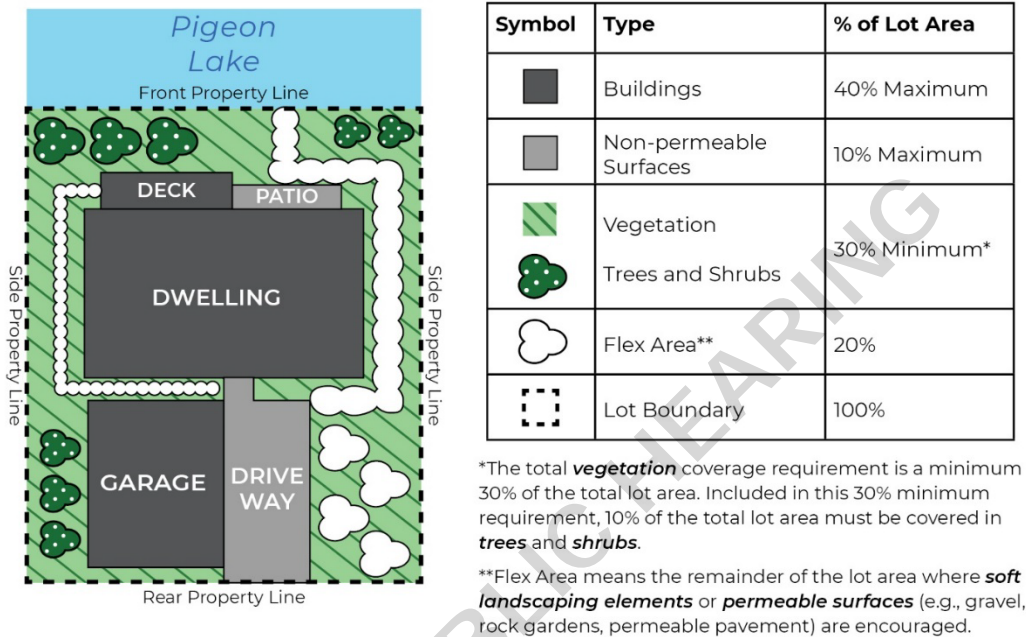 Pigeon
Lake
Front Property Line
DECK
PATIO
DWELLING
Side Property Line
Side Property Line
GARAGE
DRIVE
WAY
Rear Property Line
Symbol Type % of Lot Area
Buildings 40% Maximum
Non-permeable
Surfaces
10% Maximum
Vegetation
Trees and Shrubs
30% Minimum*
Flex Area** 20%
Lot Boundary 100%
*The total vegetation coverage requirement is a minimum
30% of the total lot area. Included in this 30% minimum
requirement, 10% of the total lot area must be covered in
trees and shrubs.
**Flex Area means the remainder of the lot area where soft
landscaping elements or permeable surfaces (e.g., gravel,
rock gardens, permeable pavement) are encouraged.
BLIC HEARING